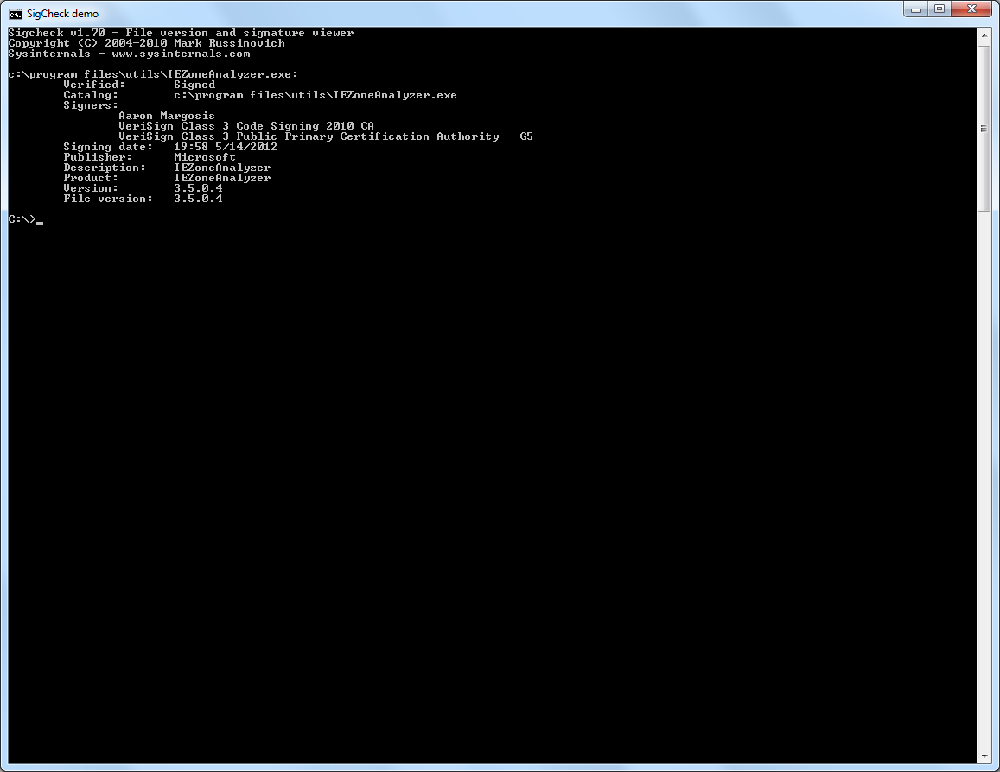 SigCheck demo
Sigcheck v1.70 - File version and signature viewer
Copyright (C) 2004-2010 Mark Russinovich
Sysinternals - www.sysinternals.com
c:\program files\utils\IEZoneAnalyzer.exe:
Verified: Signed
Catalog: c:\program files\utils\IEZoneAnalyzer.exe
Signers:
Aaron Margosis
VeriSign Class 3 Code Signing 2010 CA
VeriSign Class 3 Public Primary Certification Authority - G5
Signing date: 19:58 5/14/2012
Publisher: Microsoft
Description: IEZoneAnalyzer
Product: IEZoneAnalyzer
Version: 3.5.0.4
File version: 3.5.0.4
C:\>_